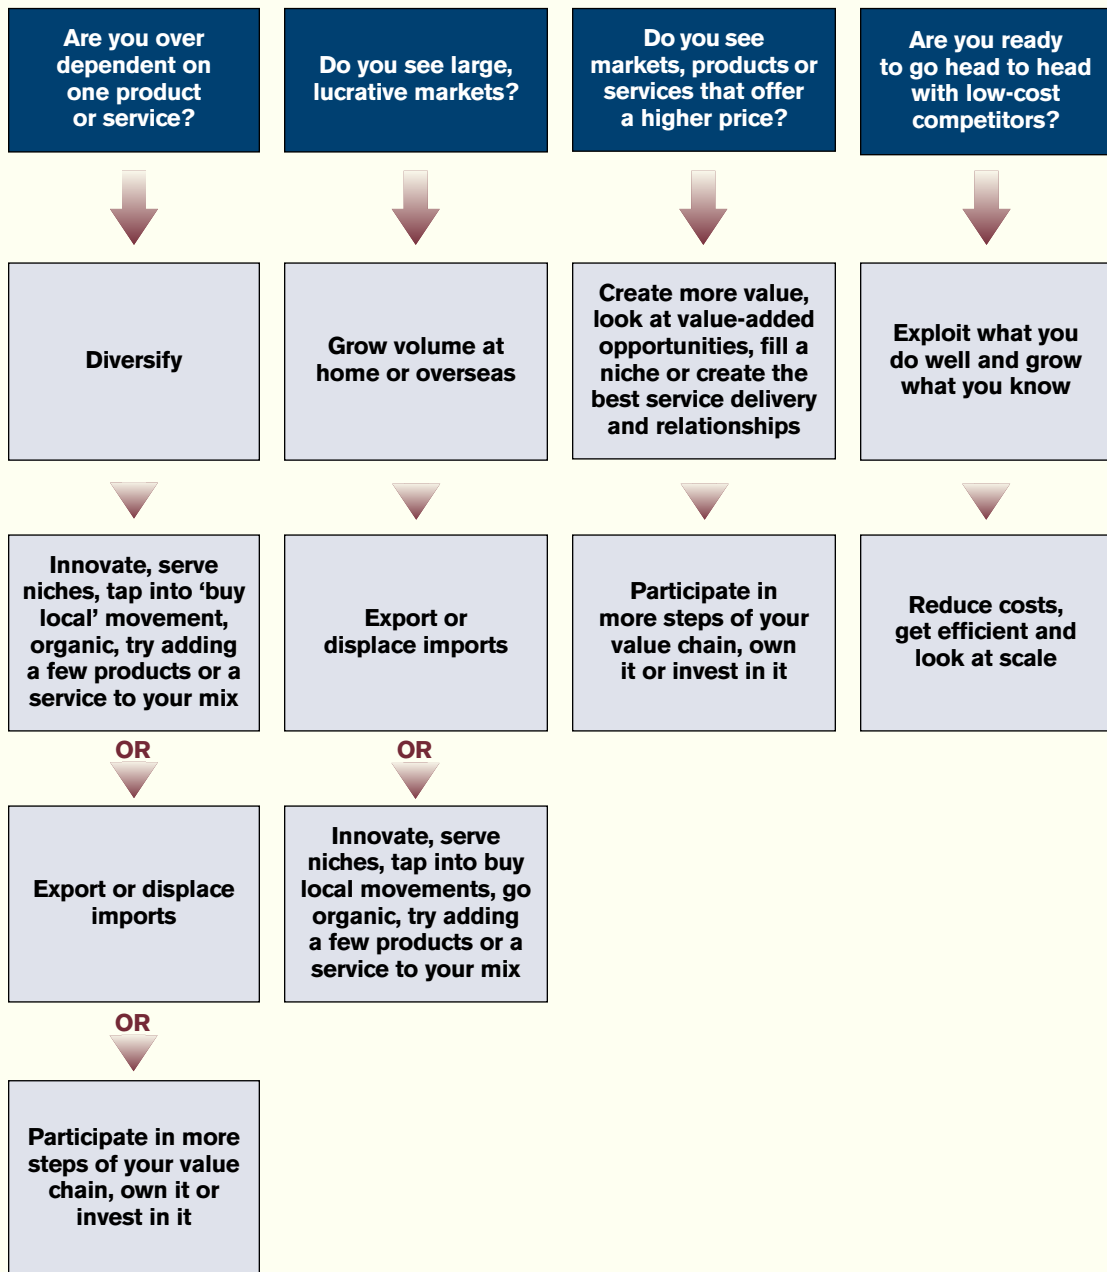 Are you over
dependent on
one product
or service?
Diversify
Innovate, serve
niches, tap into ‘buy
local’ movement,
organic, try adding
a few products or a
service to your mix
OR
Export or displace
imports
OR
Participate in more
steps of your value
chain, own it or
invest in it
Do you see large,
lucrative markets?
Grow volume at
home or overseas
Export or
displace imports
OR
Innovate, serve
niches, tap into buy
local movements, go
organic, try adding
a few products or a
service to your mix
Do you see
markets, products or
services that offer
a higher price?
Create more value,
look at value-added
opportunities, fill a
niche or create the
best service delivery
and relationships
Participate in
more steps of your
value chain, own
it or invest in it
Are you ready
to go head to head
with low-cost
competitors?
Exploit what you
do well and grow
what you know
Reduce costs,
get efficient and
look at scale